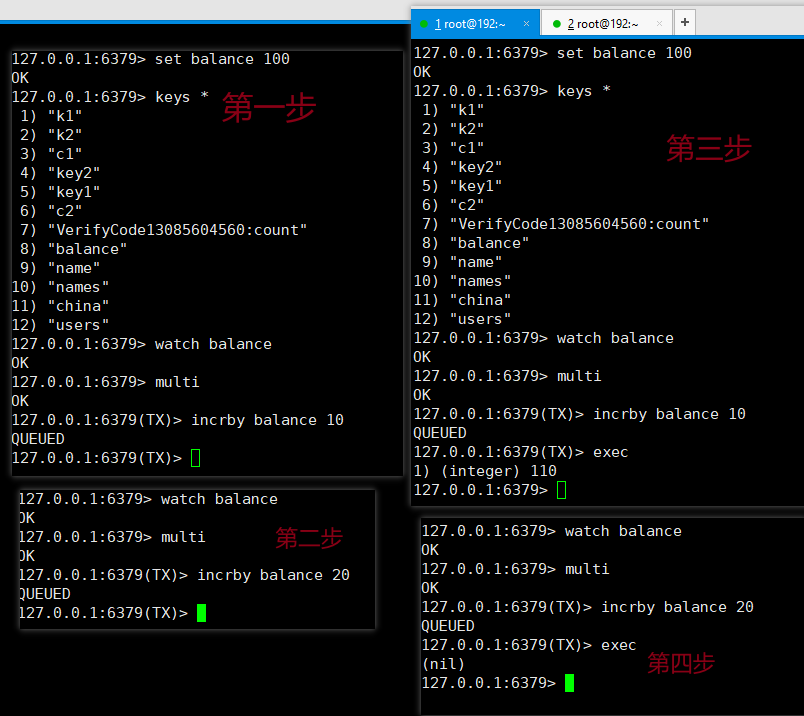 127.0.0.1:6379> set balance 100
OK
127.0.0.1:6379> keys *
第一步
1) "k1"
2) "k2"
3) "c1"
4) "key2"
5) "key1"
6) "c2"
7) "VerifyCode13085604560:count"
8) "balance"
9) "name"
10) "names"
11) "china"
12) "users"
127.0.0.1:6379> watch balance
OK
127.0.0.1:6379> multi
OK
127.0.0.1:6379(TX)> incrby balance 10
QUEUED
127.0.0.1:6379(TX)>
127.0.0.1:6379> watch balance
OK
127.0.0.1:6379> multi
第二步
OK
127.0.0.1:6379(TX)> incrby balance 20
QUEUED
127.0.0.1:6379(TX)>
1 root@192:~ × 2 root@192:~ × +
127.0.0.1:6379> set balance 100
OK
127.0.0.1:6379> keys *
1) "k1"
2) "k2"
第三步
3) "c1"
4) "key2"
5) "key1"
6) "c2"
7) "VerifyCode13085604560:count"
8) "balance"
9) "name"
10) "names"
11) "china"
12) "users"
127.0.0.1:6379> watch balance
OK
127.0.0.1:6379> multi
OK
127.0.0.1:6379(TX)> incrby balance 10
QUEUED
127.0.0.1:6379(TX)> exec
1) (integer) 110
127.0.0.1:6379>
127.0.0.1:6379> watch balance
OK
127.0.0.1:6379> multi
OK
127.0.0.1:6379(TX)> incrby balance 20
QUEUED
127.0.0.1:6379(TX)> exec
(nil)
第四步
127.0.0.1:6379>